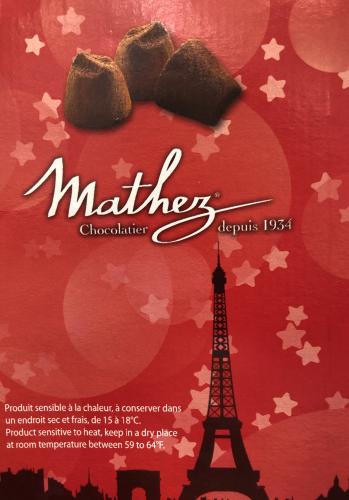 Mathez®
Chocolatier depuis 1934
Produit sensible à la chaleur, à conserver dans
un endroit sec et frais, de 15 à 18°C.
Product sensitive to heat, keep in a dry place
at room temperature between 59 to 64°F.